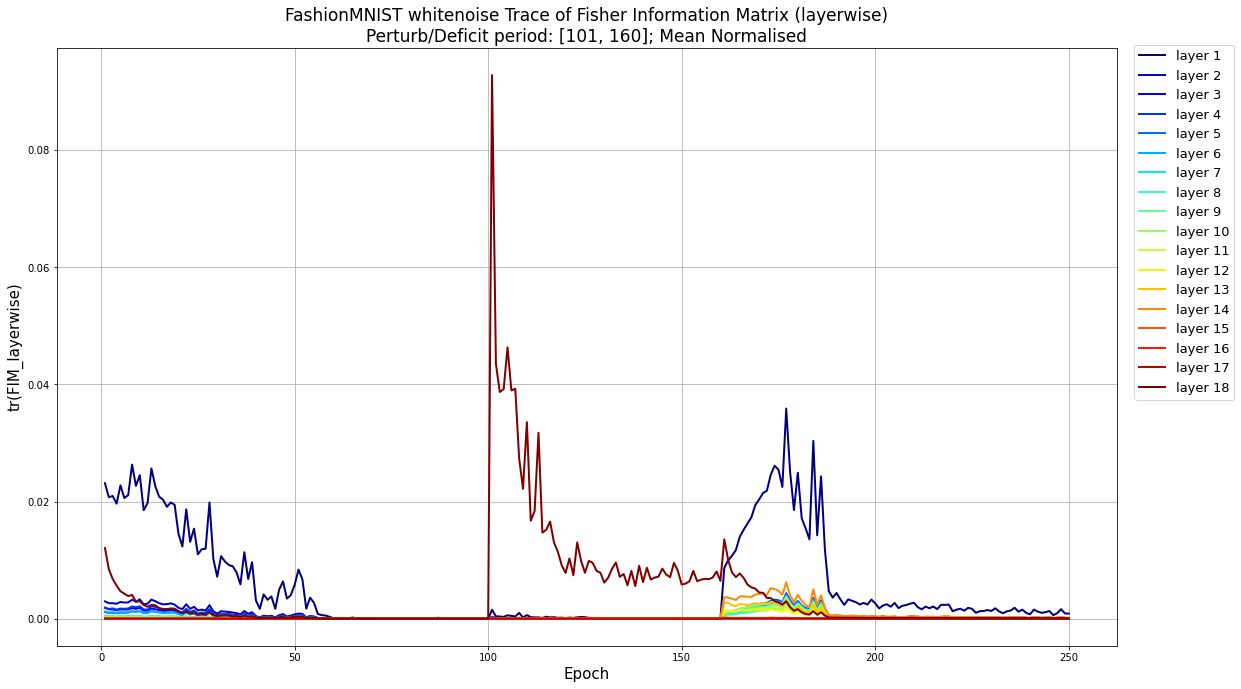 FashionMNIST whitenoise Trace of Fisher Information Matrix (layerwise)
Perturb/Deficit period: [101, 160]; Mean Normalised
tr(FIM_layerwise)
0.08
0.06
0.04
0.02
0.00
0
50
100
150
200
250
Epoch
layer 1
layer 2
layer 3
layer 4
layer 5
layer 6
layer 7
layer 8
layer 9
layer 10
layer 11
layer 12
layer 13
layer 14
layer 15
layer 16
layer 17
layer 18